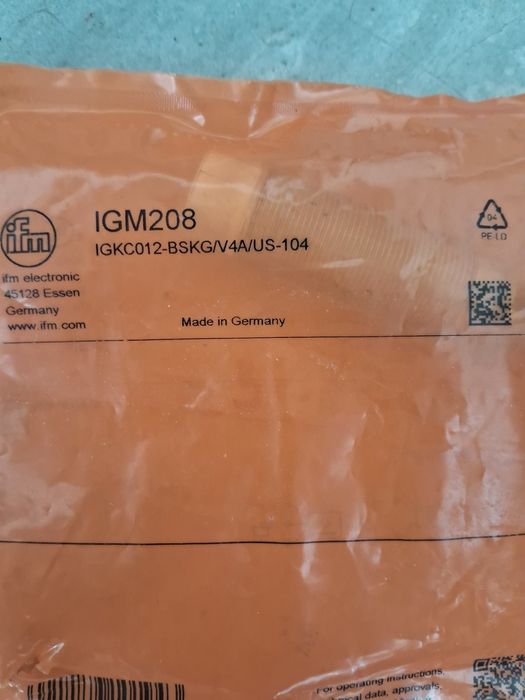 ifm
IGM208
IGKC012-BSKG/V4A/US-104
ifm electronic
45128 Essen
Germany
www.ifm.com
Made in Germany
04
PE-LD
For operating instructions,
technical data, approvals,